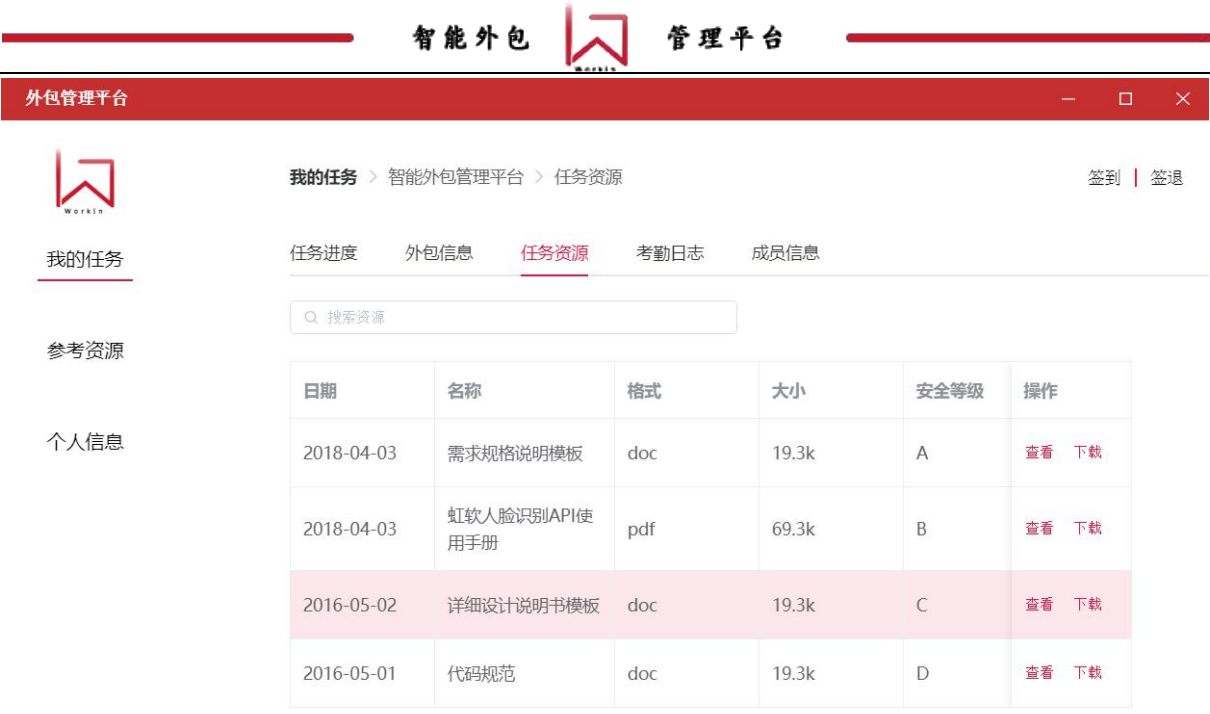 智能外包 WorkIn 管理平台
外包管理平台
WorkIn
我的任务 > 智能外包管理平台 > 任务资源
签到 | 签退
我的任务
参考资源
个人信息
任务进度 外包信息 任务资源 考勤日志 成员信息
搜索资源
日期 名称 格式 大小 安全等级 操作
2018-04-03 需求规格说明模板 doc 19.3k A 查看 下载
2018-04-03 虹软人脸识别API使 pdf 69.3k B 查看 下载
用手册
2016-05-02 详细设计说明书模板 doc 19.3k C 查看 下载
2016-05-01 代码规范 doc 19.3k D 查看 下载